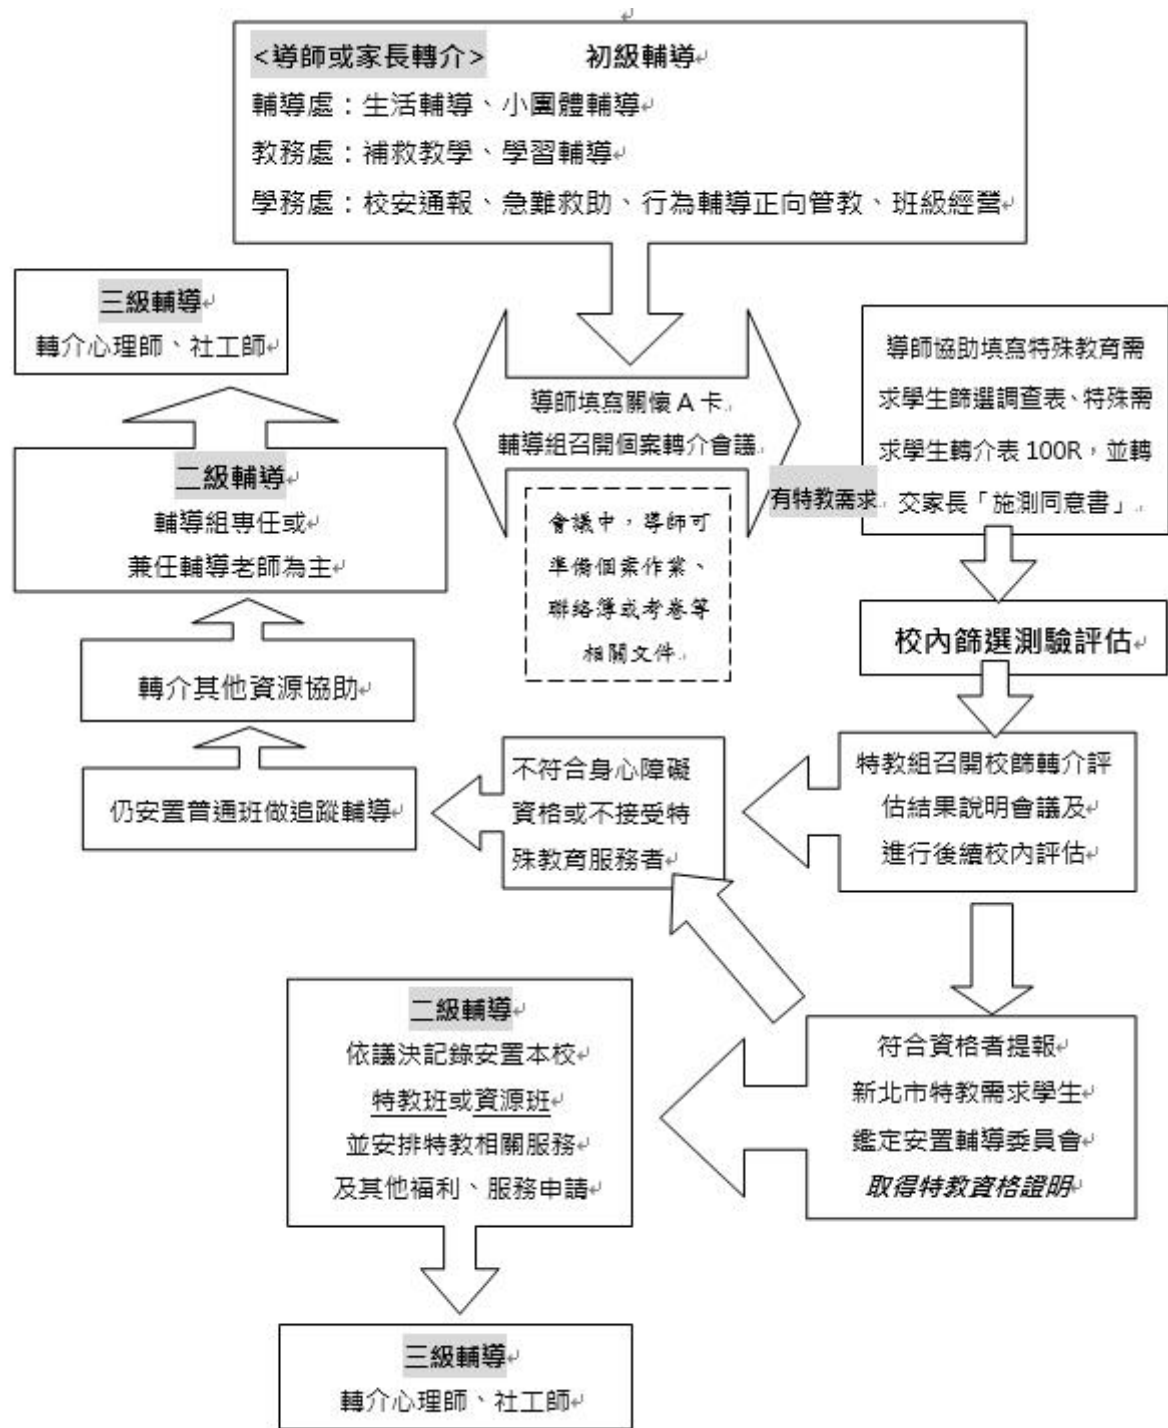 <導師或家長轉介> 初級輔導
輔導處：生活輔導、小團體輔導
教務處：補救教學、學習輔導
學務處：校安通報、急難救助、行為輔導正向管教、班級經營
三級輔導
轉介心理師、社工師
導師填寫關懷 A 卡
輔導組召開個案轉介會議
有特教需求
導師協助填寫特殊教育需
求學生篩選調查表、特殊需
求學生轉介表 100R，並轉
交家長「施測同意書」
二級輔導
輔導組專任或
兼任輔導老師為主
會議中，導師可
準備個案作業、
聯絡簿或考卷等
相關文件
校內篩選測驗評估
轉介其他資源協助
特教組召開校篩轉介評
估結果說明會議及
進行後續校內評估
不符合身心障礙
資格或不接受特
殊教育服務者
仍安置普通班做追蹤輔導
符合資格者提報
新北市特教需求學生
鑑定安置輔導委員會
取得特教資格證明
二級輔導
依議決記錄安置本校
特教班或資源班
並安排特教相關服務
及其他福利、服務申請
三級輔導
轉介心理師、社工師